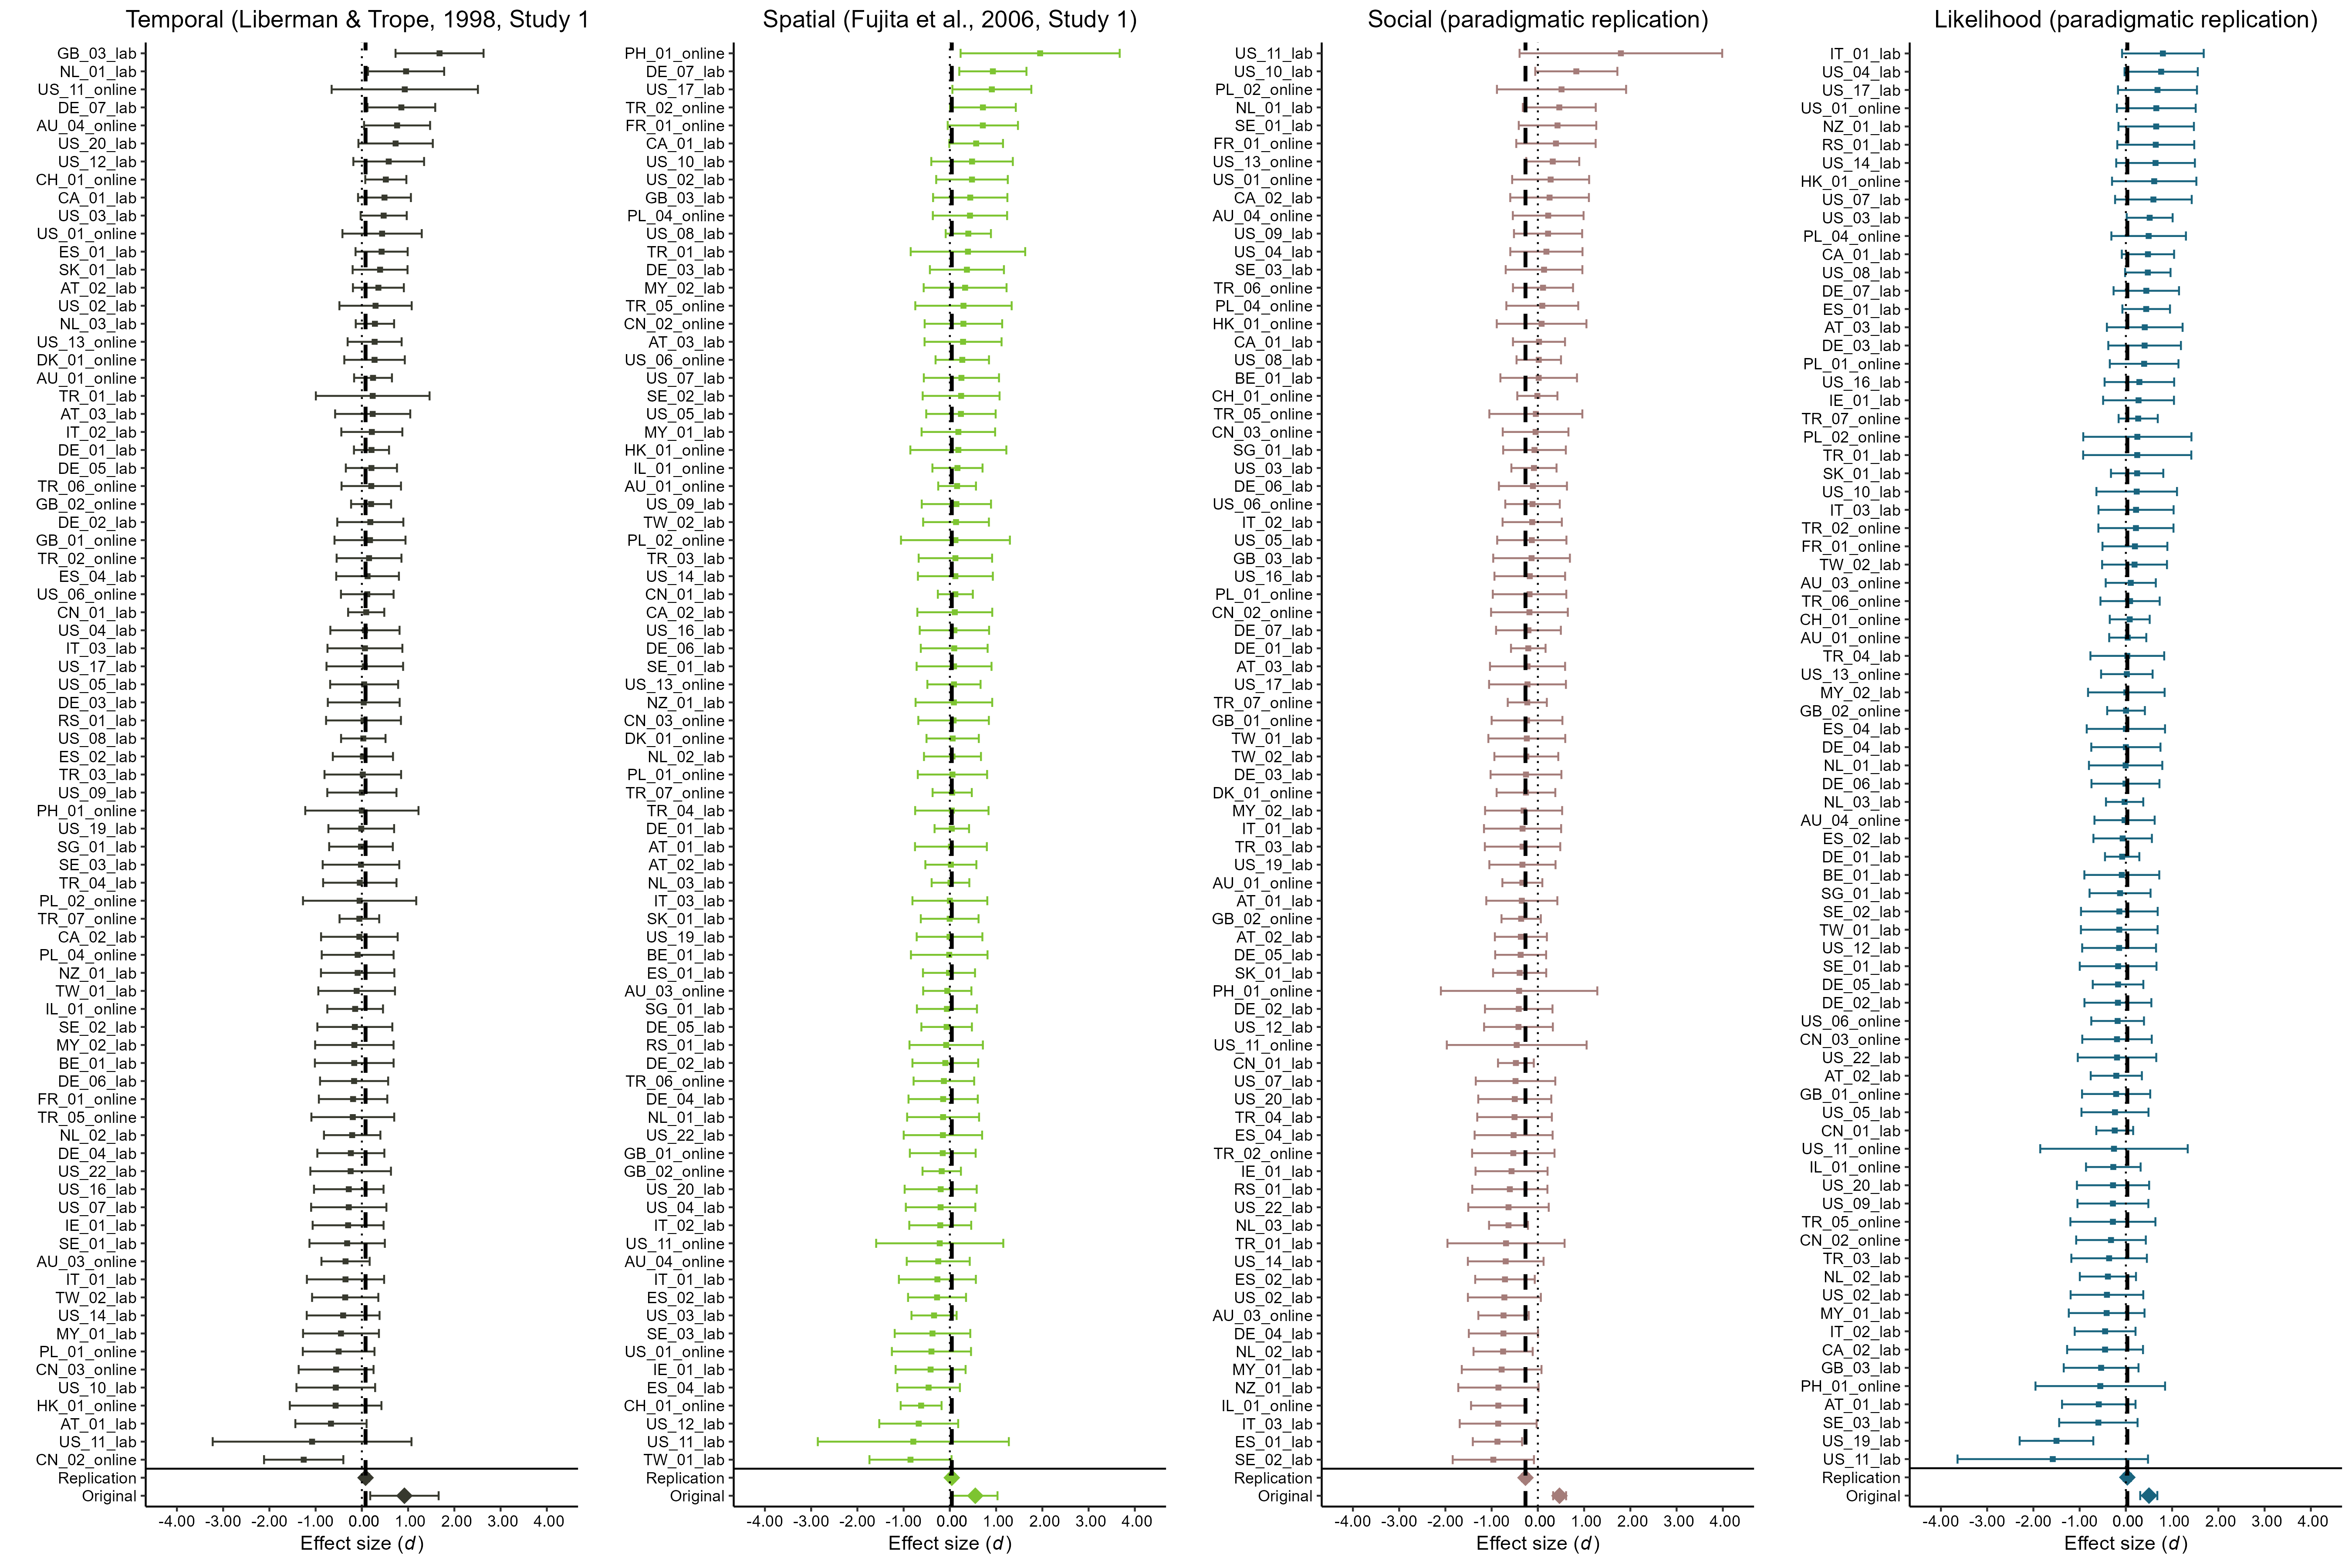 Temporal (Liberman & Trope, 1998, Study 1
GB_03_lab
NL_01_lab
US_11_online
DE_07_lab
AU_04_online
US_20_lab
US_12_lab
CH_01_online
CA_01_lab
US_03_lab
US_01_online
ES_01_lab
SK_01_lab
AT_02_lab
US_02_lab
NL_03_lab
US_13_online
DK_01_online
AU_01_online
TR_01_lab
AT_03_lab
IT_02_lab
DE_01_lab
DE_05_lab
TR_06_online
GB_02_online
DE_02_lab
GB_01_online
TR_02_online
ES_04_lab
US_06_online
CN_01_lab
US_04_lab
IT_03_lab
US_17_lab
US_05_lab
DE_03_lab
RS_01_lab
US_08_lab
ES_02_lab
TR_03_lab
US_09_lab
PH_01_online
US_19_lab
SG_01_lab
SE_03_lab
TR_04_lab
PL_02_online
TR_07_online
CA_02_lab
PL_04_online
NZ_01_lab
TW_01_lab
IL_01_online
SE_02_lab
MY_02_lab
BE_01_lab
DE_06_lab
FR_01_online
TR_05_online
NL_02_lab
DE_04_lab
US_22_lab
US_16_lab
US_07_lab
IE_01_lab
SE_01_lab
AU_03_online
IT_01_lab
TW_02_lab
US_14_lab
MY_01_lab
PL_01_online
CN_03_online
US_10_lab
HK_01_online
AT_01_lab
US_11_lab
CN_02_online
Replication
Original
-4.00 -3.00 -2.00 -1.00 0.00 1.00 2.00 3.00 4.00
Effect size (d)
Spatial (Fujita et al., 2006, Study 1)
PH_01_online
DE_07_lab
US_17_lab
TR_02_online
FR_01_online
CA_01_lab
US_10_lab
US_02_lab
GB_03_lab
PL_04_online
US_08_lab
TR_01_lab
DE_03_lab
MY_02_lab
TR_05_online
CN_02_online
AT_03_lab
US_06_online
US_07_lab
SE_02_lab
US_05_lab
MY_01_lab
HK_01_online
IL_01_online
AU_01_online
US_09_lab
TW_02_lab
PL_02_online
TR_03_lab
US_14_lab
CN_01_lab
CA_02_lab
US_16_lab
DE_06_lab
SE_01_lab
US_13_online
NZ_01_lab
CN_03_online
DK_01_online
NL_02_lab
PL_01_online
TR_07_online
TR_04_lab
DE_01_lab
AT_01_lab
AT_02_lab
NL_03_lab
IT_03_lab
SK_01_lab
US_19_lab
BE_01_lab
ES_01_lab
AU_03_online
SG_01_lab
DE_05_lab
RS_01_lab
DE_02_lab
TR_06_online
DE_04_lab
NL_01_lab
US_22_lab
GB_01_online
GB_02_online
US_20_lab
US_04_lab
IT_02_lab
US_11_online
AU_04_online
IT_01_lab
ES_02_lab
US_03_lab
SE_03_lab
US_01_online
IE_01_lab
ES_04_lab
CH_01_online
US_12_lab
US_11_lab
TW_01_lab
Replication
Original
-4.00 -3.00 -2.00 -1.00 0.00 1.00 2.00 3.00 4.00
Effect size (d)
Social (paradigmatic replication)
US_11_lab
US_10_lab
PL_02_online
NL_01_lab
SE_01_lab
FR_01_online
US_13_online
US_01_online
CA_02_lab
AU_04_online
US_09_lab
US_04_lab
SE_03_lab
TR_06_online
PL_04_online
HK_01_online
CA_01_lab
US_08_lab
BE_01_lab
CH_01_online
TR_05_online
CN_03_online
SG_01_lab
US_03_lab
DE_06_lab
US_06_online
IT_02_lab
US_05_lab
GB_03_lab
US_16_lab
PL_01_online
CN_02_online
DE_07_lab
DE_01_lab
AT_03_lab
US_17_lab
TR_07_online
GB_01_online
TW_01_lab
TW_02_lab
DE_03_lab
DK_01_online
MY_02_lab
IT_01_lab
TR_03_lab
US_19_lab
AU_01_online
AT_01_lab
GB_02_online
AT_02_lab
DE_05_lab
SK_01_lab
PH_01_online
DE_02_lab
US_12_lab
US_11_online
CN_01_lab
US_07_lab
US_20_lab
TR_04_lab
ES_04_lab
TR_02_online
IE_01_lab
RS_01_lab
US_22_lab
NL_03_lab
TR_01_lab
US_14_lab
ES_02_lab
US_02_lab
AU_03_online
DE_04_lab
NL_02_lab
MY_01_lab
NZ_01_lab
IL_01_online
IT_03_lab
ES_01_lab
SE_02_lab
Replication
Original
-4.00 -3.00 -2.00 -1.00 0.00 1.00 2.00 3.00 4.00
Effect size (d)
Likelihood (paradigmatic replication)
IT_01_lab
US_04_lab
US_17_lab
US_01_online
NZ_01_lab
RS_01_lab
US_14_lab
HK_01_online
US_07_lab
US_03_lab
PL_04_online
CA_01_lab
US_08_lab
DE_07_lab
ES_01_lab
AT_03_lab
DE_03_lab
PL_01_online
US_16_lab
IE_01_lab
TR_07_online
PL_02_online
TR_01_lab
SK_01_lab
US_10_lab
IT_03_lab
TR_02_online
FR_01_online
TW_02_lab
AU_03_online
TR_06_online
CH_01_online
AU_01_online
TR_04_lab
US_13_online
MY_02_lab
GB_02_online
ES_04_lab
DE_04_lab
NL_01_lab
DE_06_lab
NL_03_lab
AU_04_online
ES_02_lab
DE_01_lab
BE_01_lab
SG_01_lab
SE_02_lab
TW_01_lab
US_12_lab
SE_01_lab
DE_05_lab
DE_02_lab
US_06_online
CN_03_online
US_22_lab
AT_02_lab
GB_01_online
US_05_lab
CN_01_lab
US_11_online
IL_01_online
US_20_lab
US_09_lab
TR_05_online
CN_02_online
TR_03_lab
NL_02_lab
US_02_lab
MY_01_lab
IT_02_lab
CA_02_lab
GB_03_lab
PH_01_online
AT_01_lab
SE_03_lab
US_19_lab
US_11_lab
Replication
Original
-4.00 -3.00 -2.00 -1.00 0.00 1.00 2.00 3.00 4.00
Effect size (d)